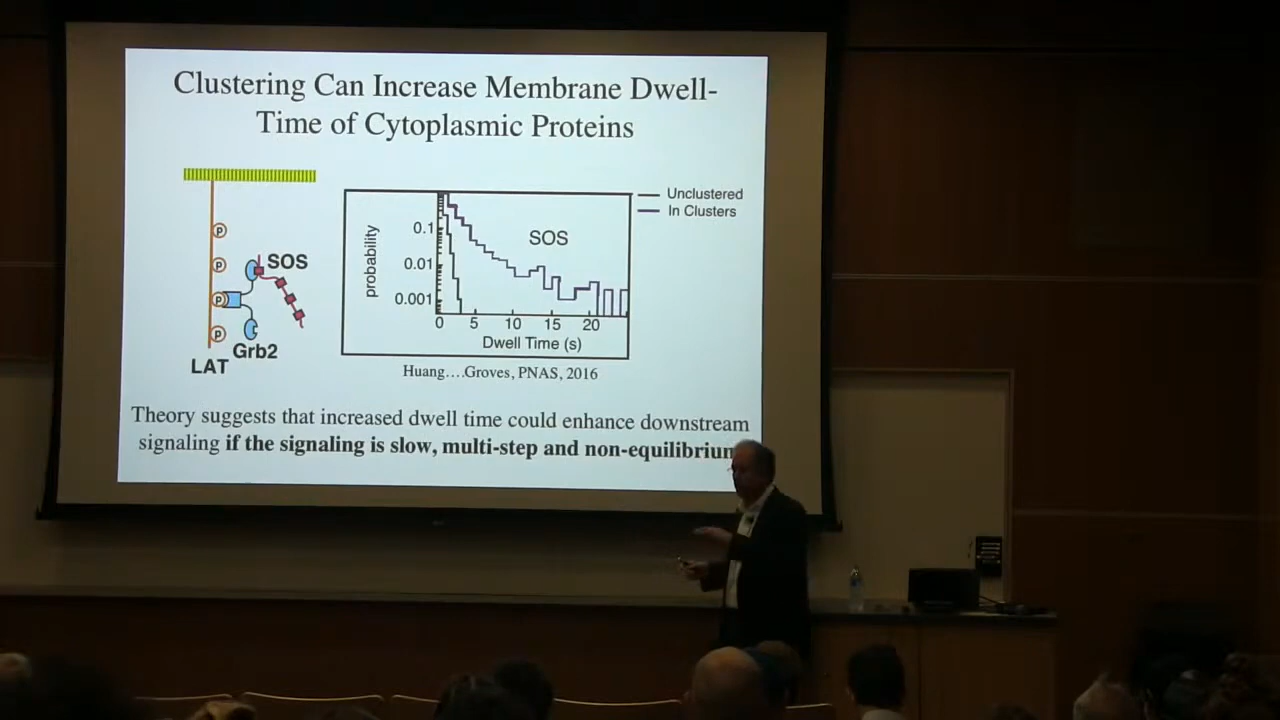 Clustering Can Increase Membrane Dwell-
Time of Cytoplasmic Proteins
P
P
P
P
SOS
Grb2
LAT
Unclustered
In Clusters
SOS
probability
0.1
0.01
0.001
0 5 10 15 20
Dwell Time (s)
Huang....Groves, PNAS, 2016
Theory suggests that increased dwell time could enhance downstream
signaling if the signaling is slow, multi-step and non-equilibrium